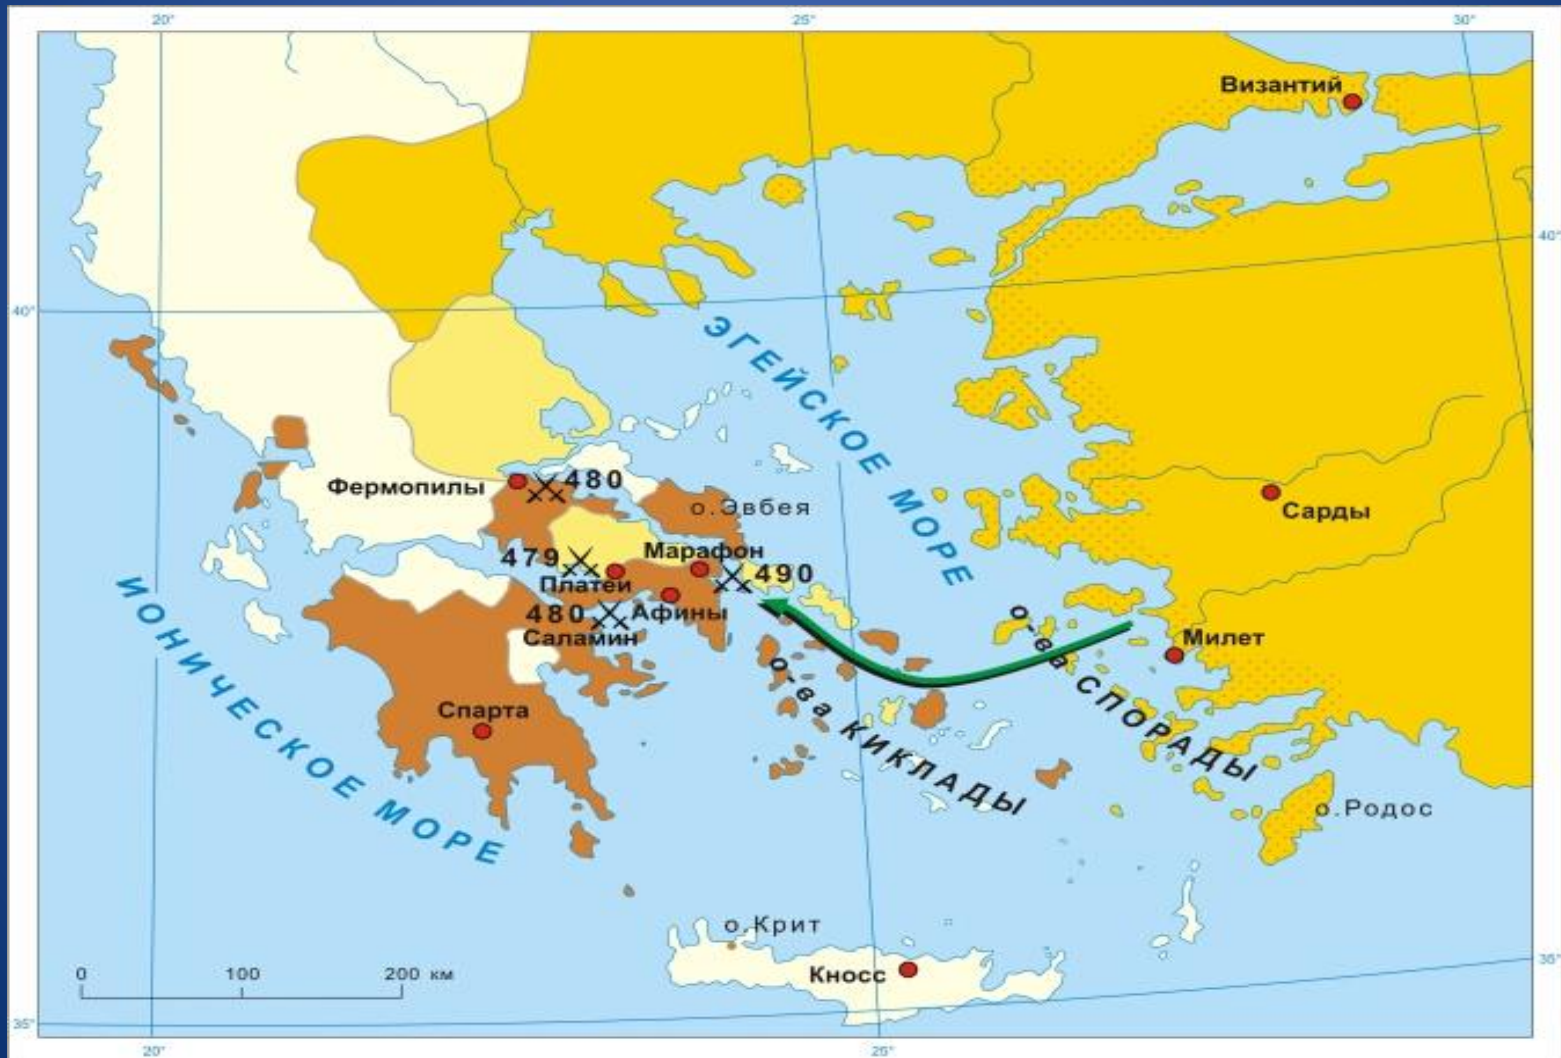 20°
25°
30°
Византий
40°
40°
ЭГЕЙСКОЕ МОРЕ
Фермопилы
480
о.Эвбея
Сарды
479
Марафон
490
Платеи
480
Афины
Саламин
Милет
ИОНИЧЕСКОЕ МОРЕ
о-ва СПОРАДЫ
о-ва КИКЛАДЫ
Спарта
о.Родос
о.Крит
Кносс
0 100 200 км
35°
35°
20°
25°